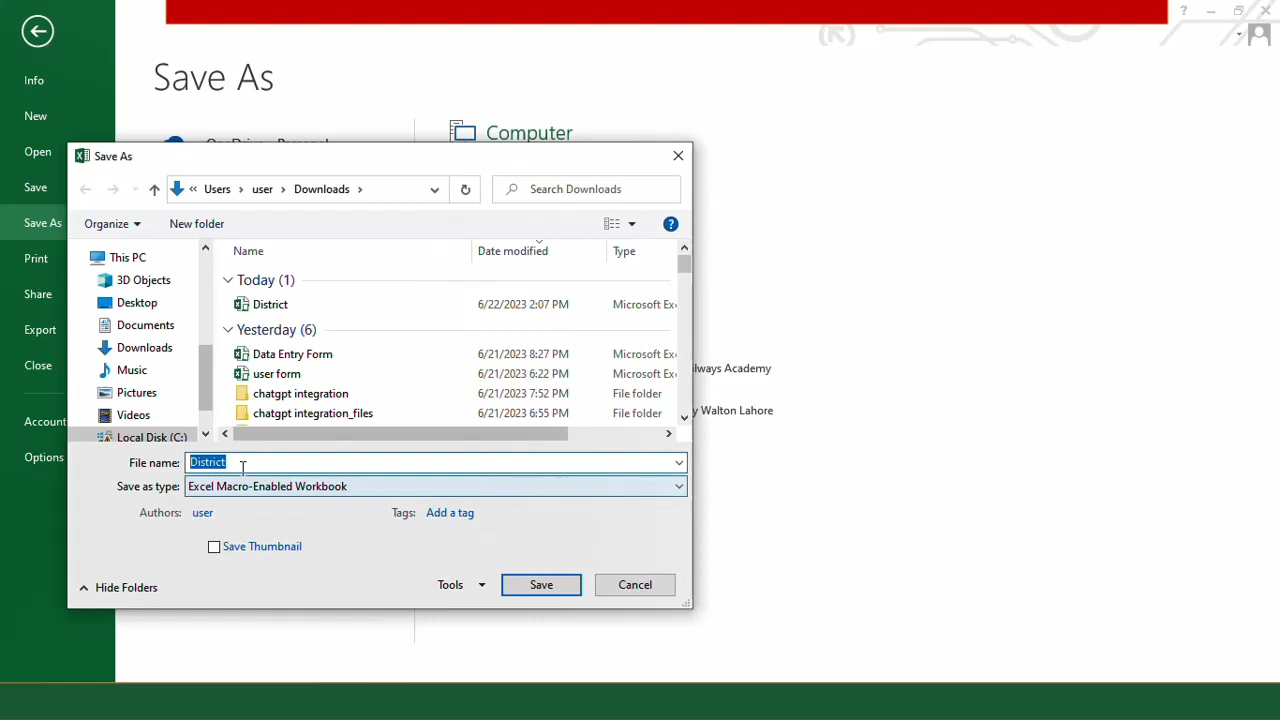 ?
Info
New
Open
Save
Save As
Print
Share
Export
Close
Account
Options
Save As
Computer
Save As
« Users > user > Downloads >
Search Downloads
Organize
New folder
?
This PC
3D Objects
Desktop
Documents
Downloads
Music
Pictures
Videos
Local Disk (C:)
Name Date modified Type
Today (1)
District 6/22/2023 2:07 PM Microsoft Ex
Yesterday (6)
Data Entry Form 6/21/2023 8:27 PM Microsoft Ex
user form 6/21/2023 6:22 PM Microsoft Ex
chatgpt integration 6/21/2023 7:52 PM File folder
chatgpt integration_files 6/21/2023 6:55 PM File folder
ilways Academy
y Walton Lahore
File name: District
Save as type: Excel Macro-Enabled Workbook
Authors: user Tags: Add a tag
Save Thumbnail
Hide Folders
Tools
Save
Cancel